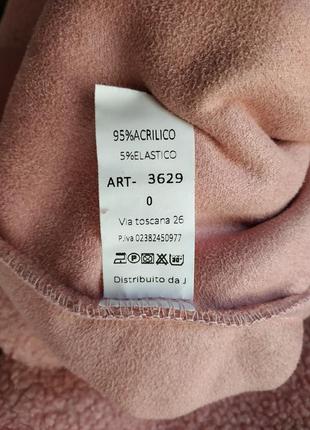 95%ACRILICO
5%ELASTICO
ART- 3629
0
Via toscana 26
P.iva 02382450977
Distribuito da J